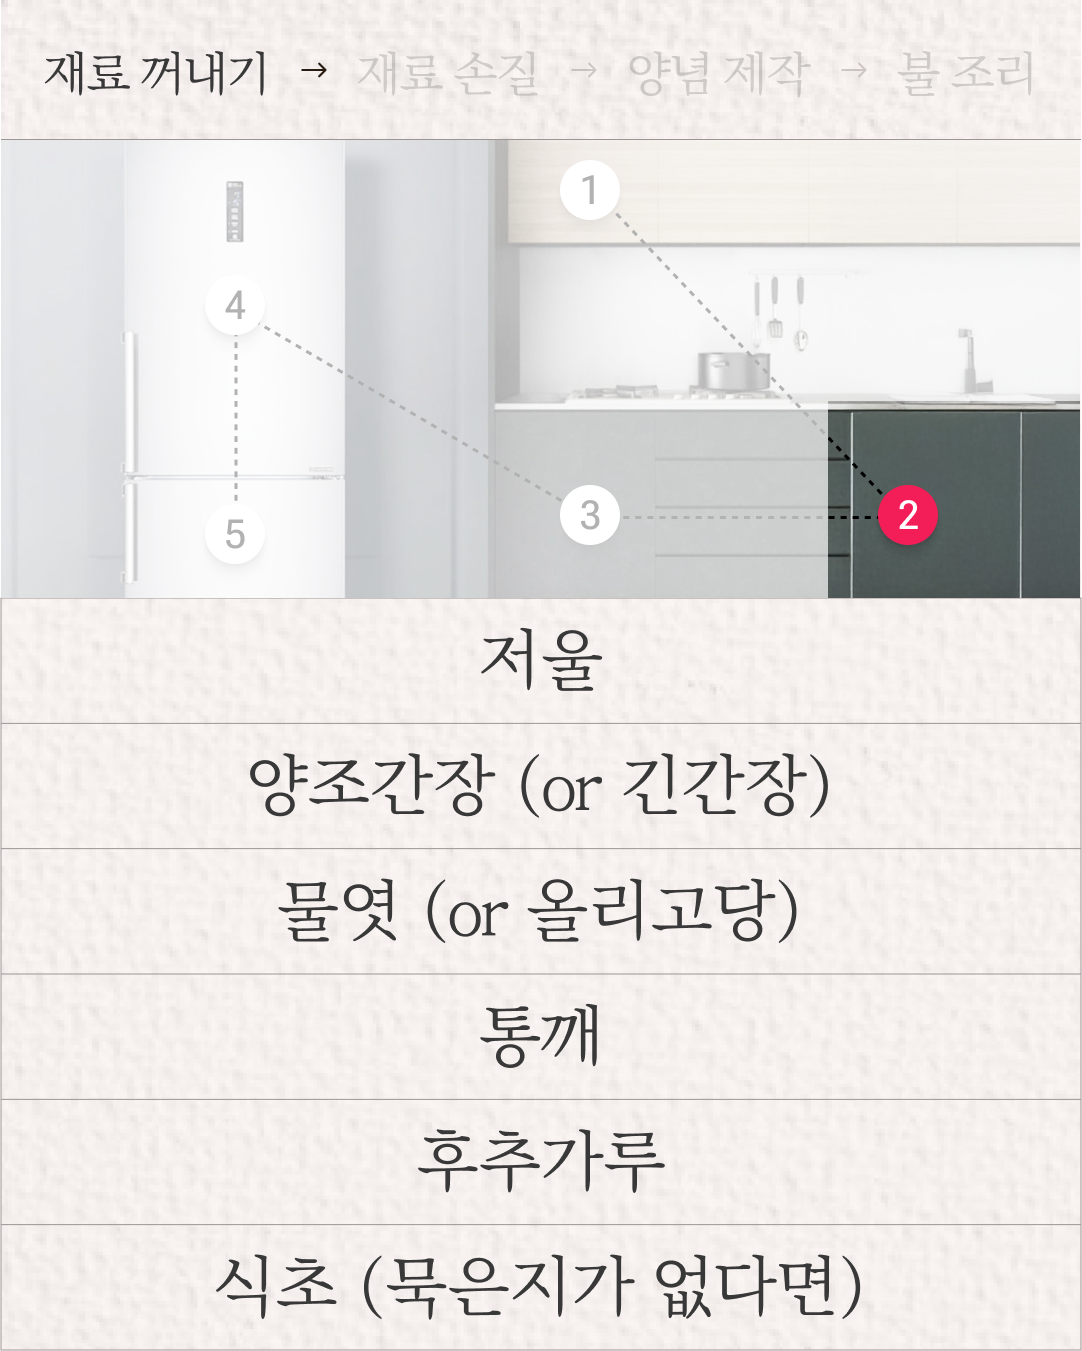 재료 꺼내기 → 재료 손질 → 양념 제작 → 불 조리
1
4
3
2
5
저울
양조간장 (or 긴간장)
물엿 (or 올리고당)
통깨
후추가루
식초 (묵은지가 없다면)